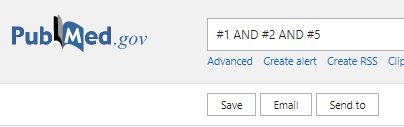 PubMed.gov
#1 AND #2 AND #5
Advanced Create alert Create RSS
Save Email Send to